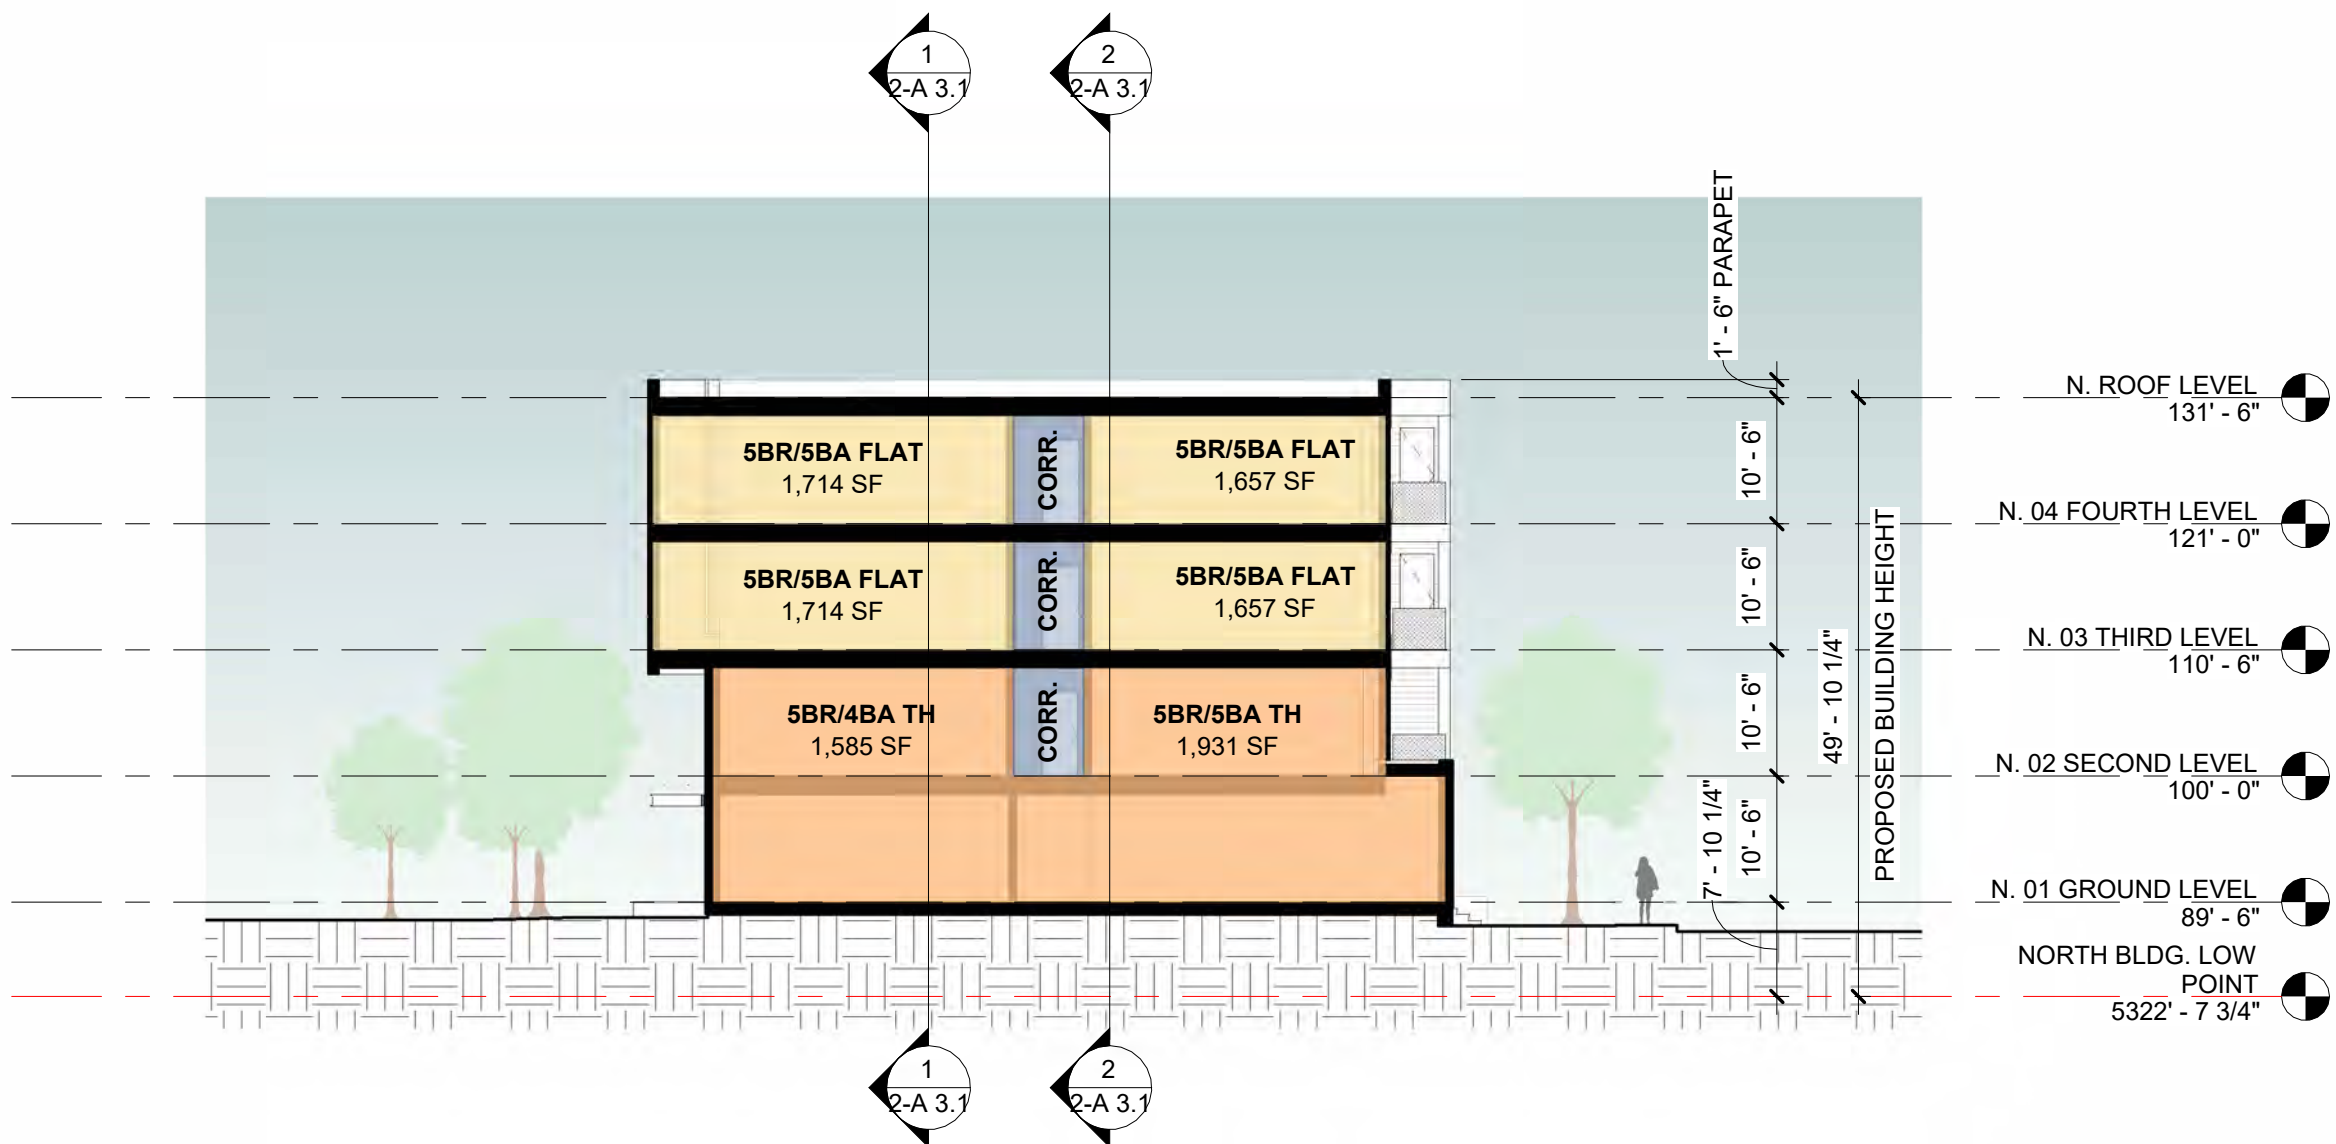 1
2-A 3.1
2
2-A 3.1
1' - 6" PARAPET
N. ROOF LEVEL
131' - 6"
5BR/5BA FLAT
1,714 SF
CORR.
5BR/5BA FLAT
1,657 SF
10' - 6"
N. 04 FOURTH LEVEL
121' - 0"
5BR/5BA FLAT
1,714 SF
CORR.
5BR/5BA FLAT
1,657 SF
10' - 6"
PROPOSED BUILDING HEIGHT
49' - 10 1/4"
N. 03 THIRD LEVEL
110' - 6"
5BR/4BA TH
1,585 SF
CORR.
5BR/5BA TH
1,931 SF
10' - 6"
N. 02 SECOND LEVEL
100' - 0"
7' - 10 1/4"
10' - 6"
N. 01 GROUND LEVEL
89' - 6"
NORTH BLDG. LOW
POINT
5322' - 7 3/4"
1
2-A 3.1
2
2-A 3.1